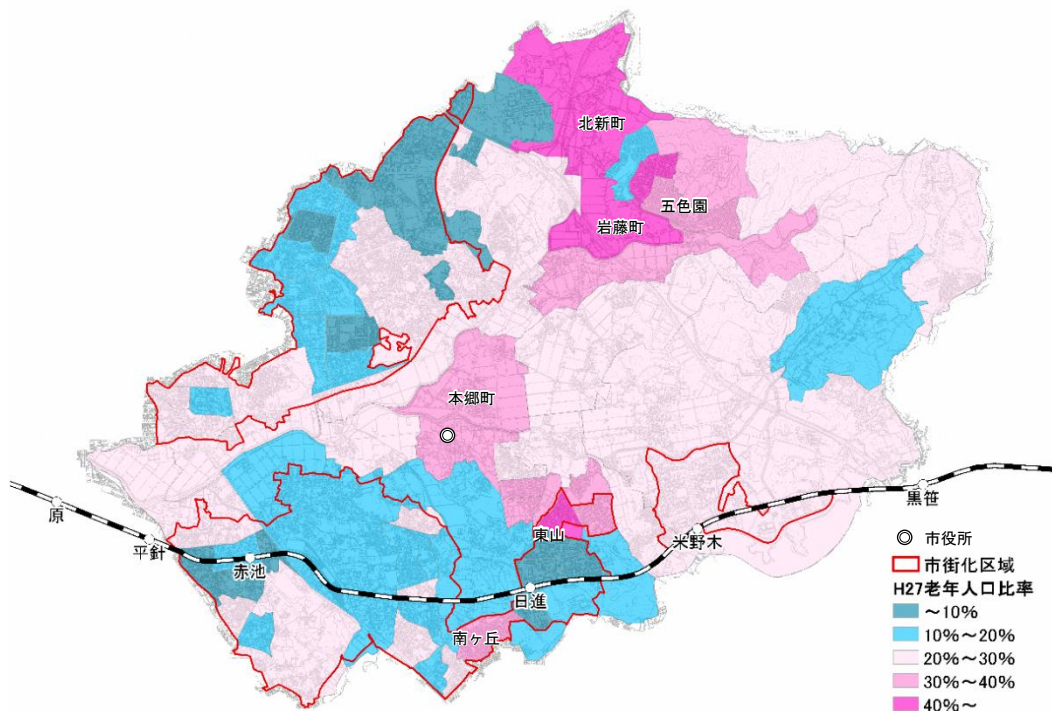 北新町
五色園
岩藤町
本郷町
東山
黒笹
原
米野木
平針
赤池
日進
南ヶ丘
市役所
市街化区域
H27老年人口比率
～10%
10%～20%
20%～30%
30%～40%
40%～